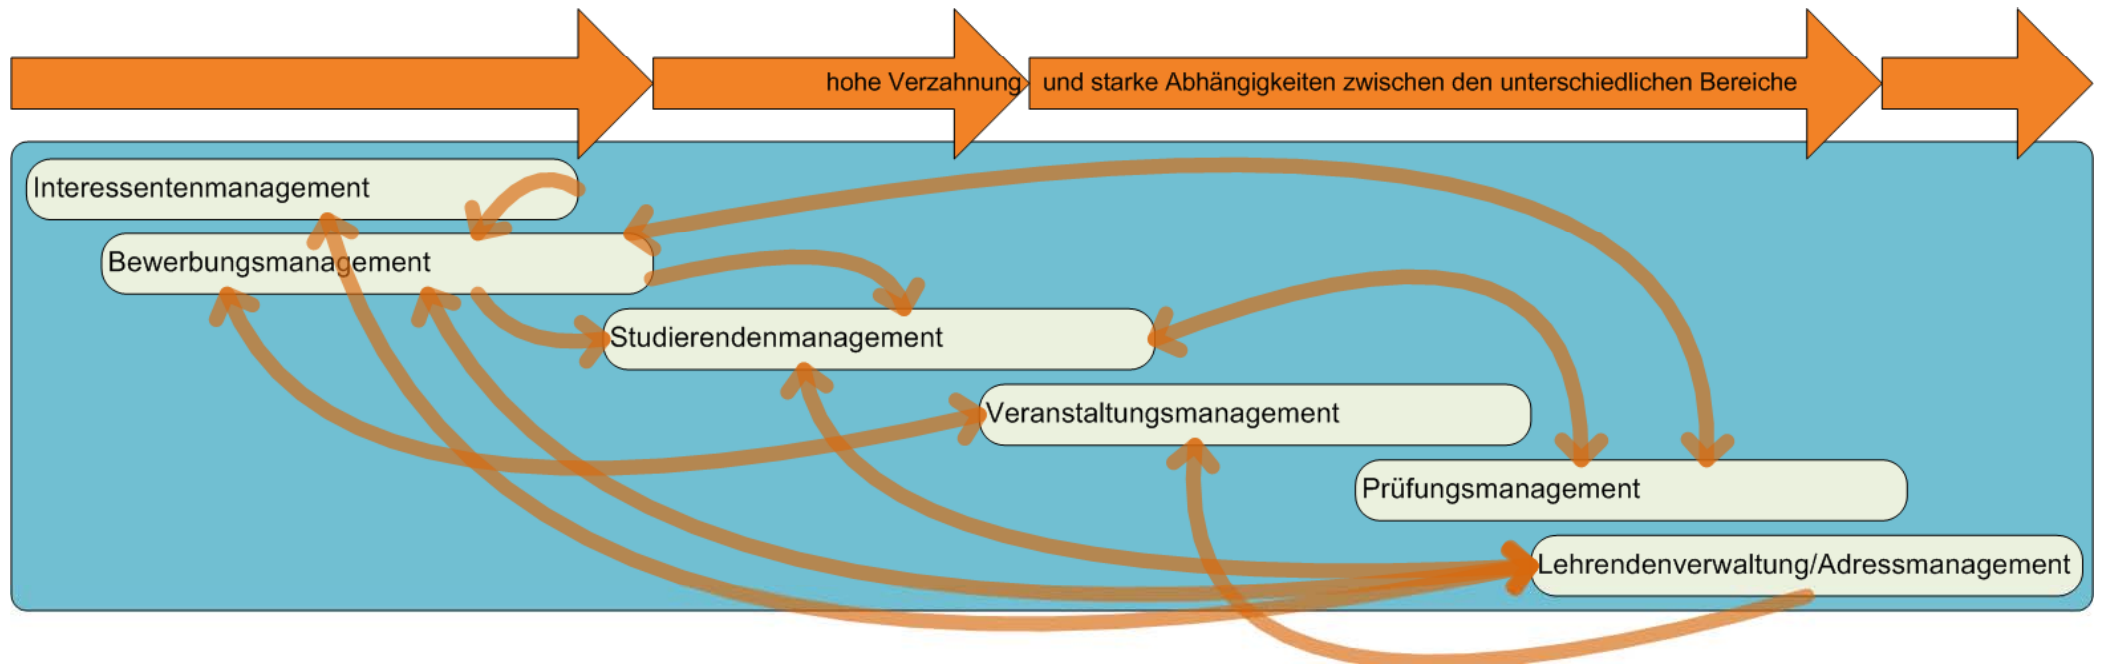 hohe Verzahnung und starke Abhängigkeiten zwischen den unterschiedlichen Bereiche
Interessentenmanagement
Bewerbungsmanagement
Studierendenmanagement
Veranstaltungsmanagement
Prüfungsmanagement
Lehrendenverwaltung/Adressmanagement